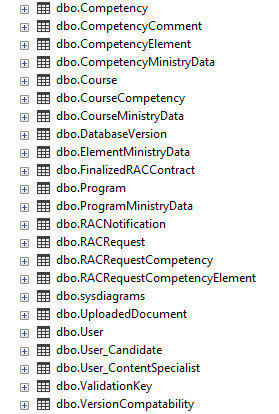 dbo.Competency
dbo.CompetencyComment
dbo.CompetencyElement
dbo.CompetencyMinistryData
dbo.Course
dbo.CourseCompetency
dbo.CourseMinistryData
dbo.DatabaseVersion
dbo.ElementMinistryData
dbo.FinalizedRACContract
dbo.Program
dbo.ProgramMinistryData
dbo.RACNotification
dbo.RACRequest
dbo.RACRequestCompetency
dbo.RACRequestCompetencyElement
dbo.sysdiagrams
dbo.UploadedDocument
dbo.User
dbo.User_Candidate
dbo.User_ContentSpecialist
dbo.ValidationKey
dbo.VersionCompatability